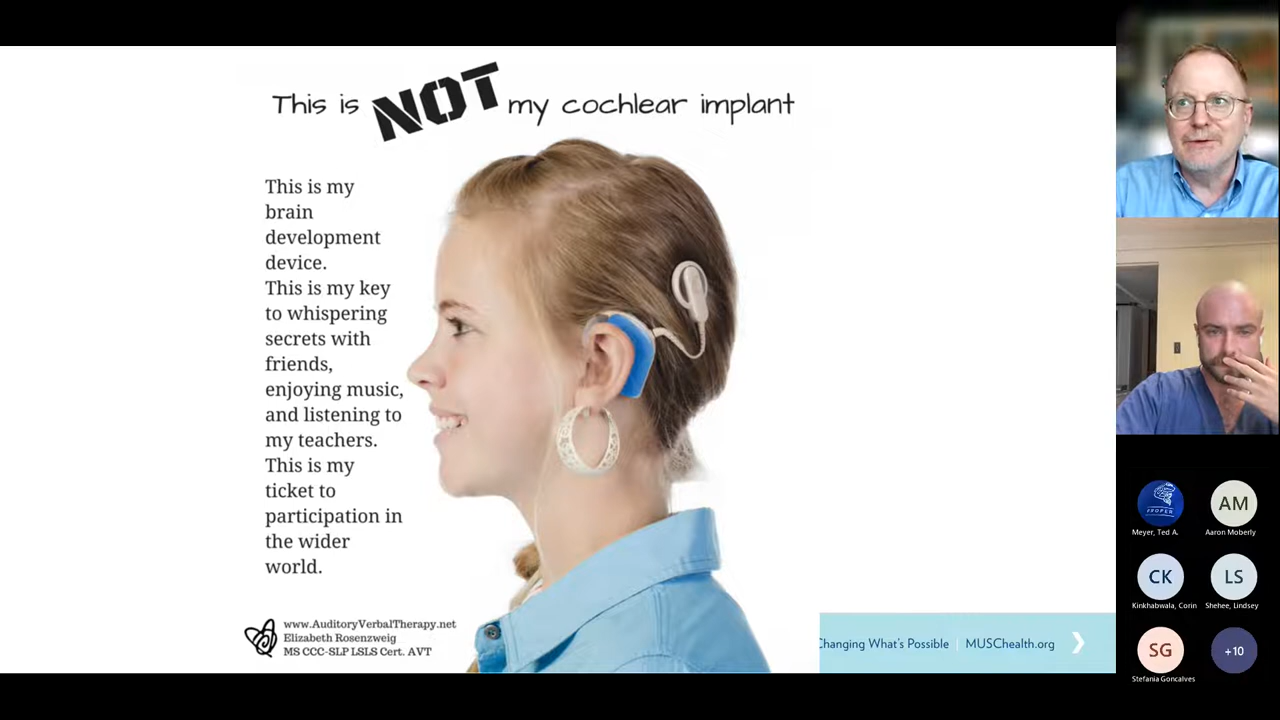 This is NOT my cochlear implant
This is my
brain
development
device.
This is my key
to whispering
secrets with
friends,
enjoying music,
and listening to
my teachers.
This is my
ticket to
participation in
the wider
world.
www.AuditoryVerbalTherapy.net
Elizabeth Rosenzweig
MS CCC-SLP LSLS Cert. AVT
Changing What's Possible | MUSChealth.org
PROPEL
Meyer, Ted A.
AM
Aaron Moberly
CK
Kinkhabwala, Corin
LS
Shehee, Lindsey
SG
Stefania Goncalves
+10